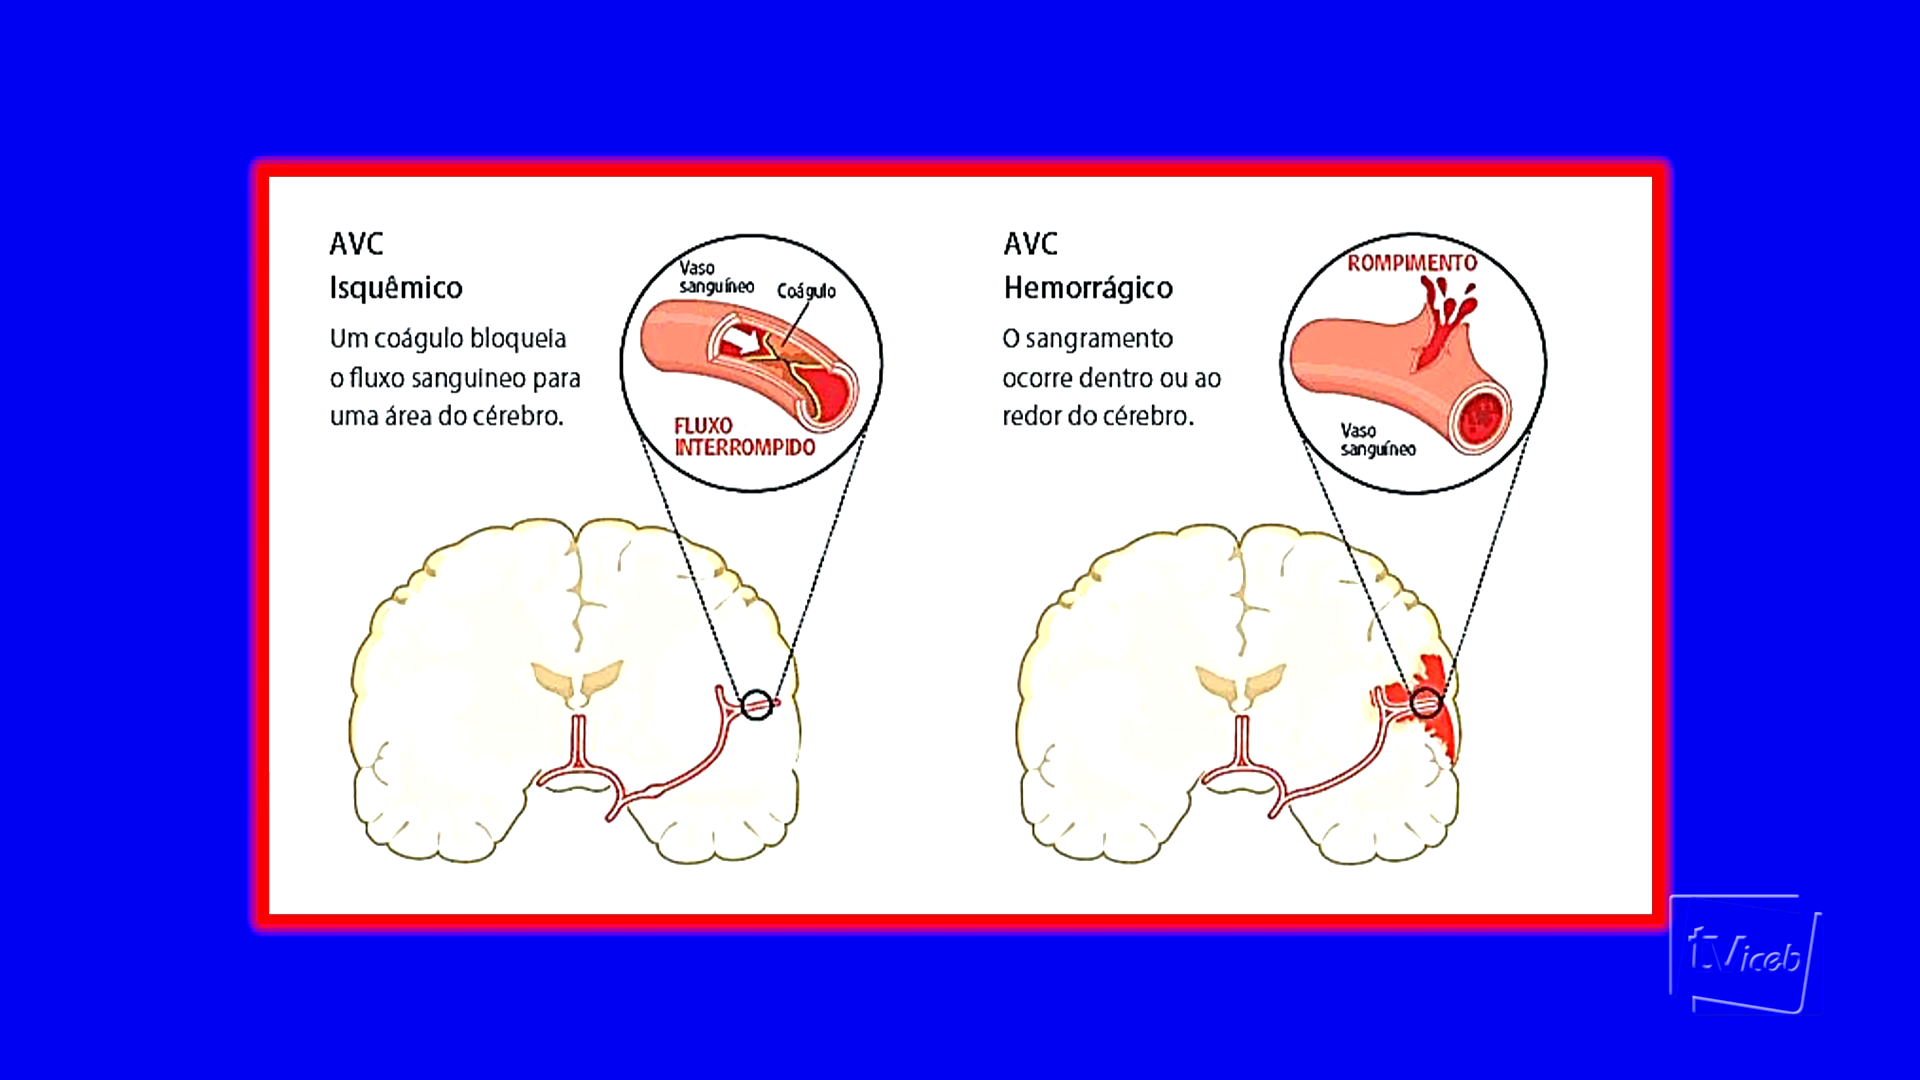 AVC
Isquêmico
Um coágulo bloqueia
o fluxo sanguineo para
uma área do cérebro.
Vaso
sanguíneo
Coágulo
FLUXO
INTERROMPIDO
AVC
Hemorrágico
O sangramento
ocorre dentro ou ao
redor do cérebro.
ROMPIMENTO
Vaso
sanguíneo
tViceb